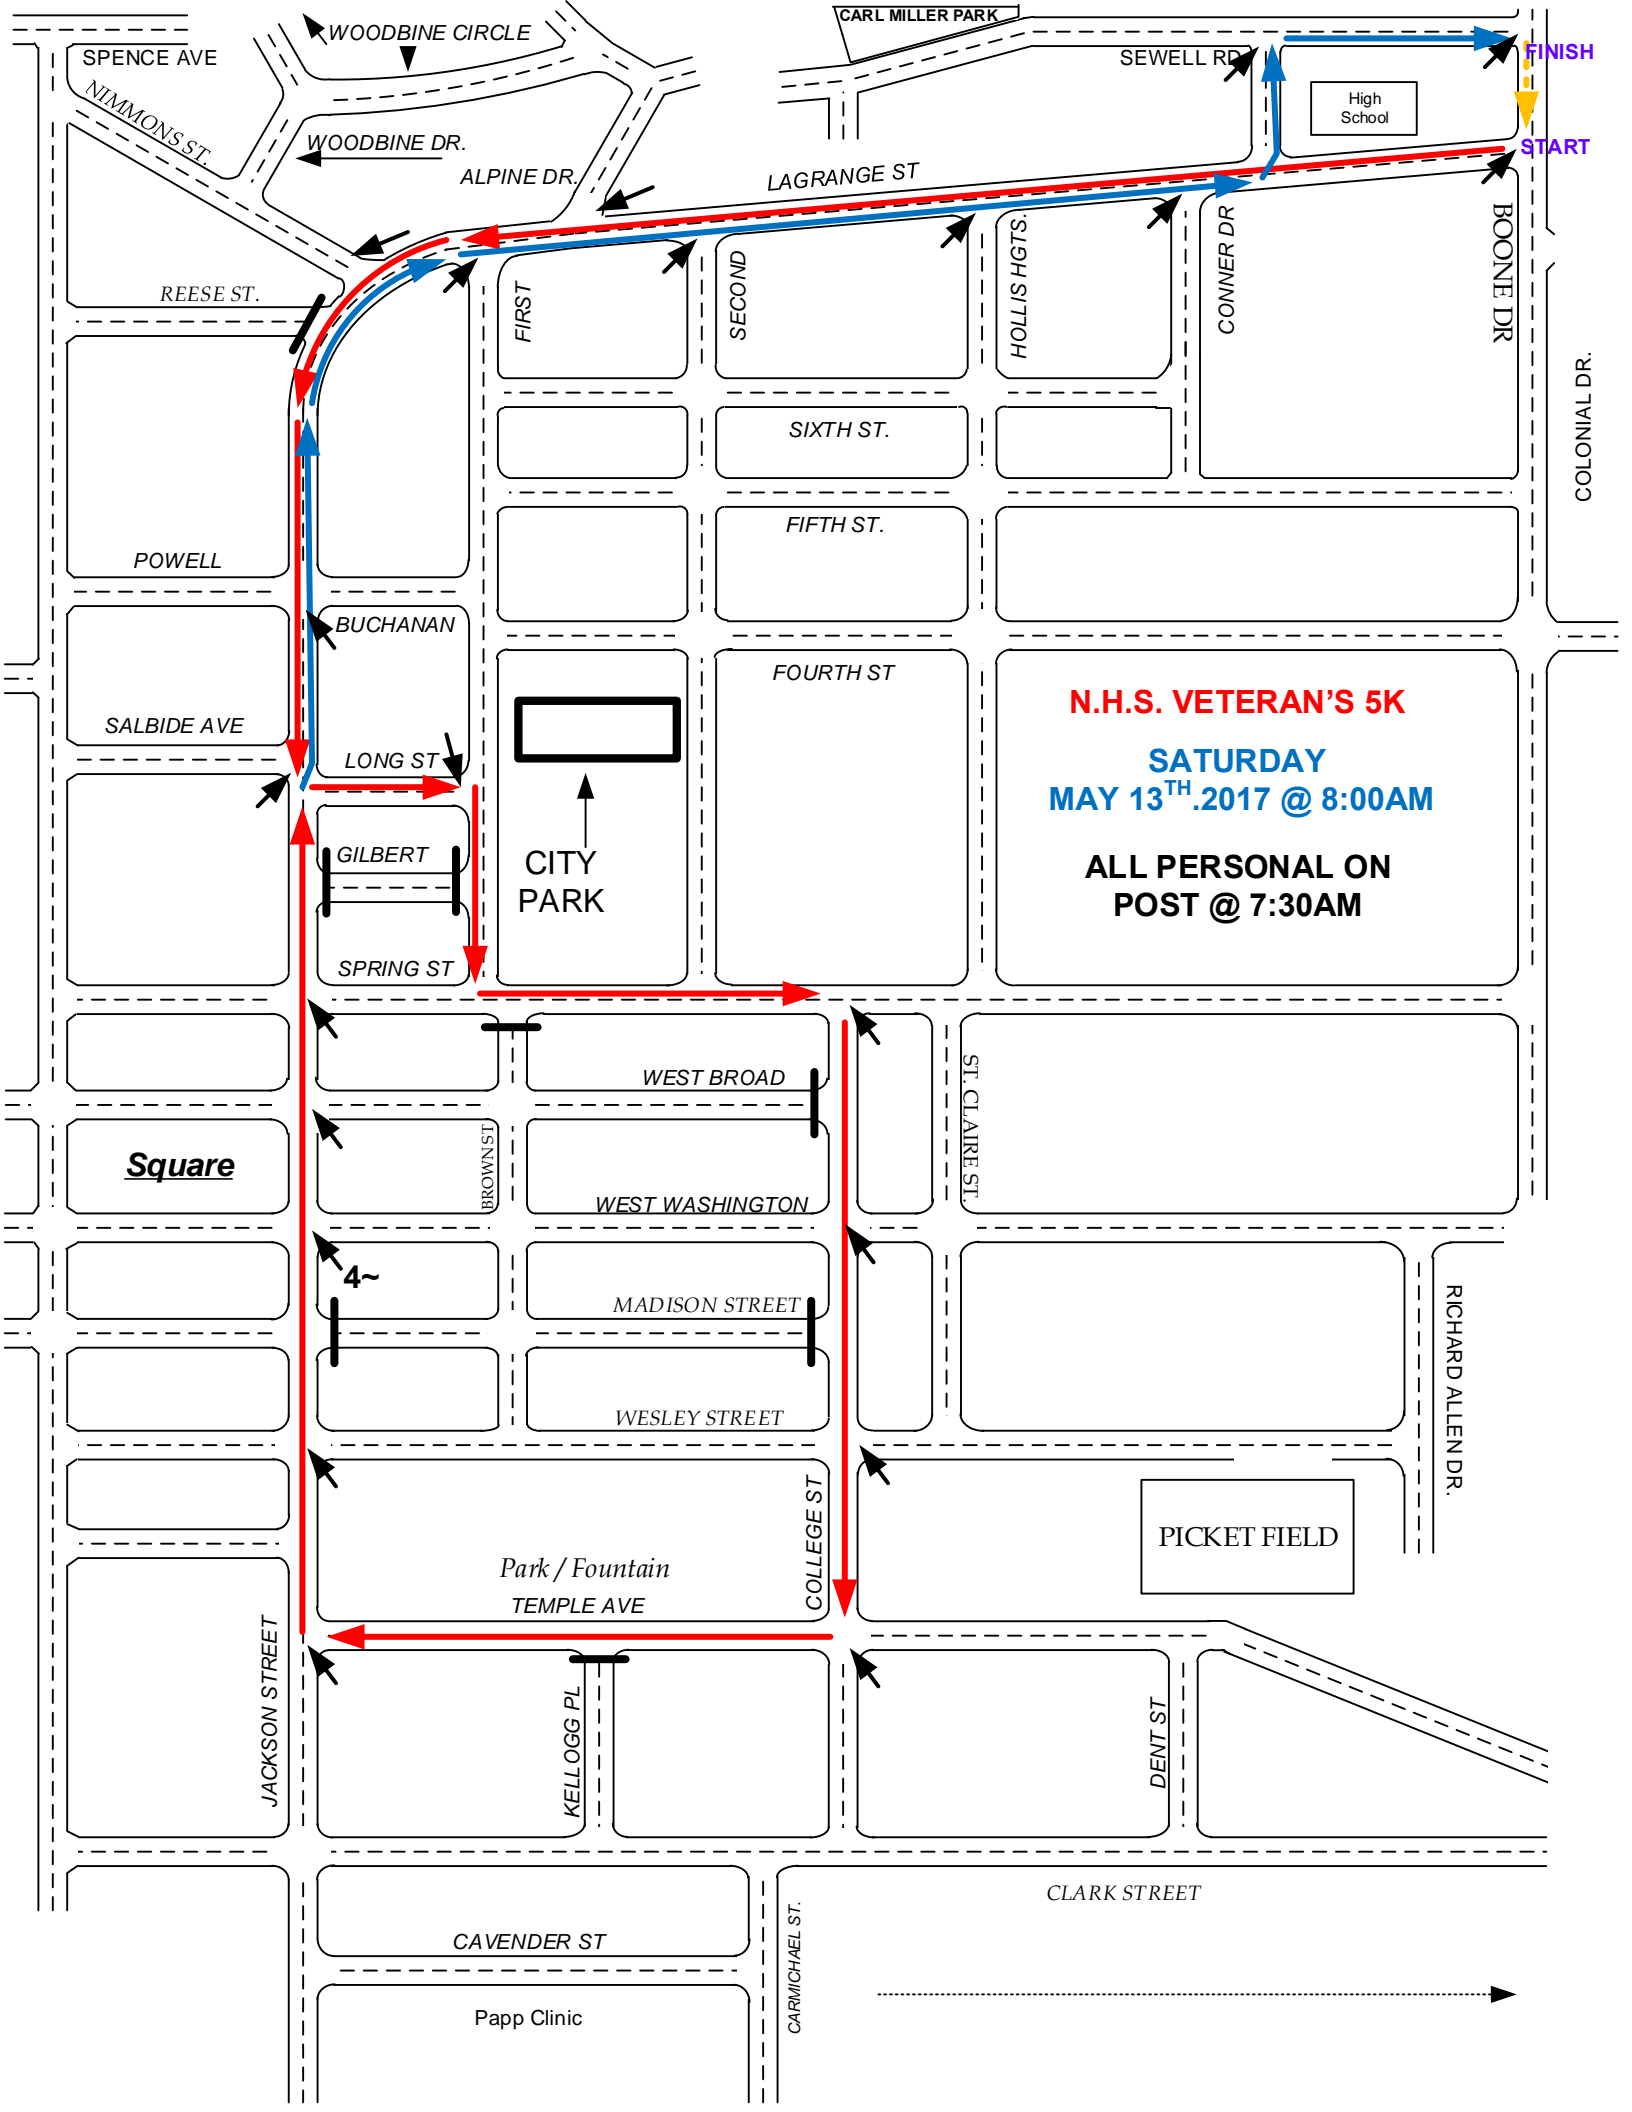 CARL MILLER PARK
WOODBINE CIRCLE
SPENCE AVE
SEWELL RD
FINISH
NIMMONS ST.
High
School
WOODBINE DR.
START
ALPINE DR.
LAGRANGE ST
REESE ST.
FIRST
SECOND
HOLLIS HGTS.
CONNER DR
BOONE DR
COLONIAL DR.
SIXTH ST.
FIFTH ST.
POWELL
BUCHANAN
FOURTH ST
SALBIDE AVE
LONG ST
N.H.S. VETERAN'S 5K
SATURDAY
MAY 13TH.2017 @ 8:00AM
ALL PERSONAL ON
POST @ 7:30AM
GILBERT
CITY
PARK
SPRING ST
WEST BROAD
ST. CLAIRE ST.
BROWN ST
Square
WEST WASHINGTON
4~
MADISON STREET
RICHARD ALLEN DR.
WESLEY STREET
COLLEGE ST
PICKET FIELD
Park / Fountain
TEMPLE AVE
JACKSON STREET
KELLOGG PL
DENT ST
CLARK STREET
CAVENDER ST
CARMICHAEL ST.
Papp Clinic